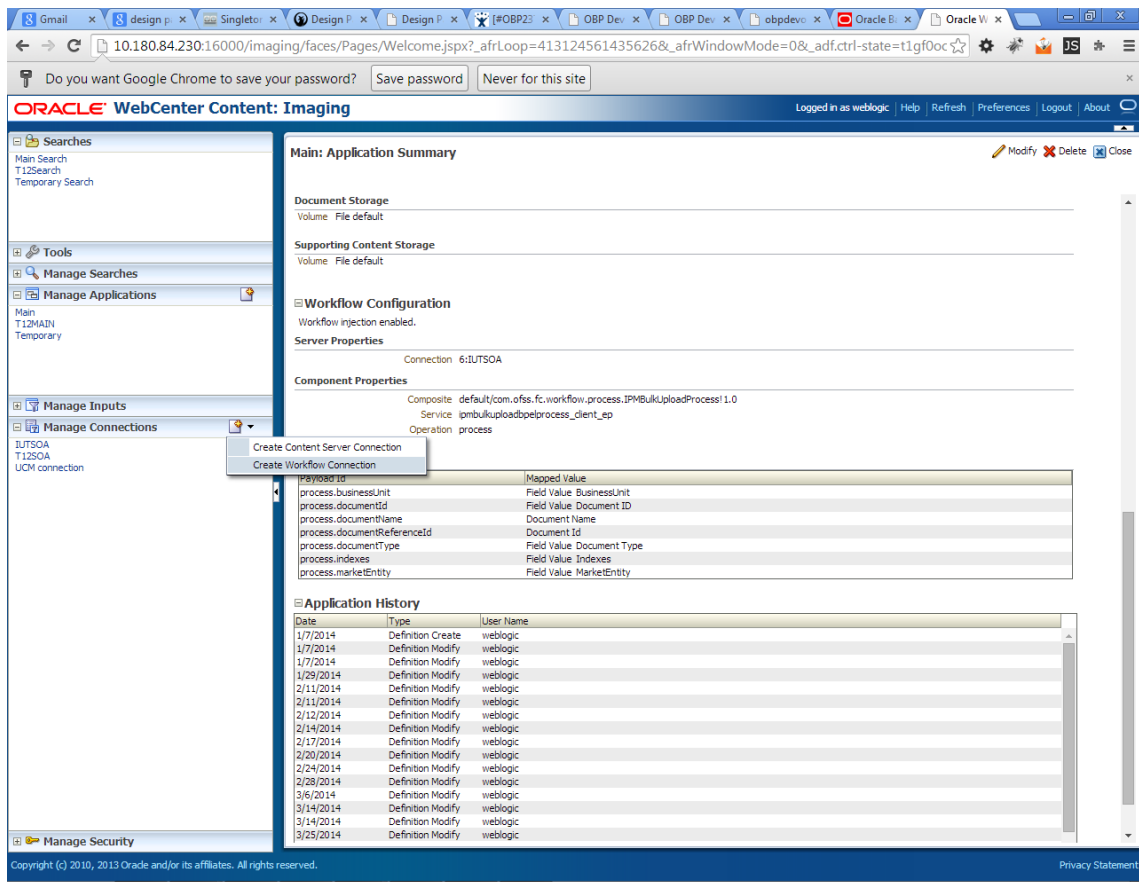 Gmail
design p
Singleton
Design P
Design P
[#OBP23
OBP Dev
OBP Dev
obpdevo
Oracle B
Oracle W
10.180.84.230:16000/imaging/faces/Pages/Welcome.jspx?_afrLoop=413124561435626&_afrWindowMode=0&_adf.ctrl-state=t1gf0oc
Do you want Google Chrome to save your password? Save password Never for this site
ORACLE WebCenter Content: Imaging
Logged in as weblogic Help Refresh Preferences Logout About
Searches
Main Search
T12Search
Temporary Search
Tools
Manage Searches
Manage Applications
Main
T12MAIN
Temporary
Manage Inputs
Manage Connections
IUTSOA
T12SOA
UCM connection
Create Content Server Connection
Create Workflow Connection
Manage Security
Main: Application Summary
Modify Delete Close
Document Storage
Volume File default
Supporting Content Storage
Volume File default
Workflow Configuration
Workflow injection enabled.
Server Properties
Connection 6:IUTSOA
Component Properties
Composite default/com.ofss.fc.workflow.process.IPMBulkUploadProcess!1.0
Service ipmbulkuploadbpelprocess_client_ep
Operation process
Payload Id Mapped Value
process.businessUnit Field Value BusinessUnit
process.documentId Field Value Document ID
process.documentName Document Name
process.documentReferenceId Document Id
process.documentType Field Value Document Type
process.indexes Field Value Indexes
process.marketEntity Field Value MarketEntity
Application History
Date Type User Name
1/7/2014 Definition Create weblogic
1/7/2014 Definition Modify weblogic
1/7/2014 Definition Modify weblogic
1/29/2014 Definition Modify weblogic
2/11/2014 Definition Modify weblogic
2/11/2014 Definition Modify weblogic
2/12/2014 Definition Modify weblogic
2/14/2014 Definition Modify weblogic
2/17/2014 Definition Modify weblogic
2/20/2014 Definition Modify weblogic
2/24/2014 Definition Modify weblogic
2/28/2014 Definition Modify weblogic
3/6/2014 Definition Modify weblogic
3/14/2014 Definition Modify weblogic
3/14/2014 Definition Modify weblogic
3/25/2014 Definition Modify weblogic
Copyright (c) 2010, 2013 Oracle and/or its affiliates. All rights reserved.
Privacy Statement